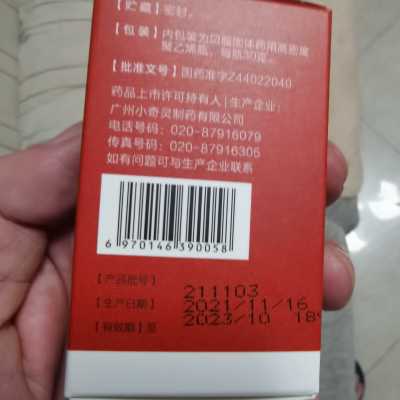 【贮藏】密封。
【包装】内包装为口服固体药用高密度
聚乙烯瓶，每瓶30克。
【批准文号】国药准字Z44022040
药品上市许可持有人|生产企业：
广州小奇灵制药有限公司
电话号码：020-87916079
传真号码：020-87916305
如有问题可与生产企业联系
6 970146 390058
【产品批号】 211103
【生产日期】 2021/11/16
【有效期】至 2023/10